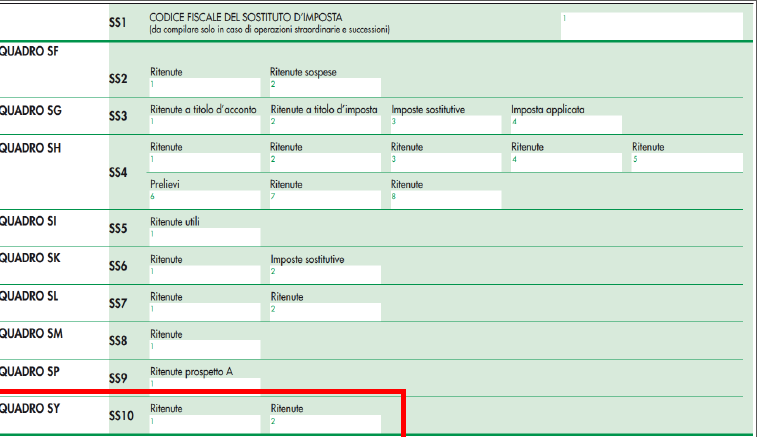 SS1 CODICE FISCALE DEL SOSTITUTO D'IMPOSTA 1
(da compilare solo in caso di operazioni straordinarie e successioni)
QUADRO SF
SS2 Ritenute Ritenute sospese
1 2
QUADRO SG
SS3 Ritenute a titolo d'acconto Ritenute a titolo d'imposta Imposte sostitutive Imposta applicata
1 2 3 4
QUADRO SH
SS4 Ritenute Ritenute Ritenute Ritenute Ritenute
1 2 3 4 5
Prelievi Ritenute Ritenute
6 7 8
QUADRO SI
SS5 Ritenute utili
1
QUADRO SK
SS6 Ritenute Imposte sostitutive
1 2
QUADRO SL
SS7 Ritenute Ritenute
1 2
QUADRO SM
SS8 Ritenute
1
QUADRO SP
SS9 Ritenute prospetto A
1
QUADRO SY
SS10 Ritenute Ritenute
1 2